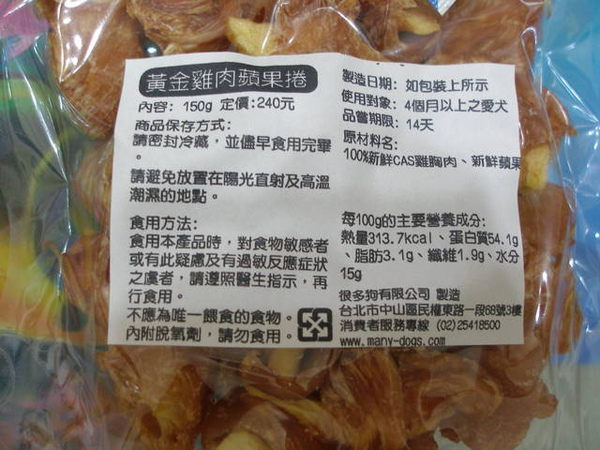 黃金雞肉蘋果捲
內容: 150g 定價:240元
商品保存方式:
請密封冷藏，並儘早食用完畢
。
請避免放置在陽光直射及高溫
潮濕的地點。
食用方法:
食用本產品時，對食物敏感者
或有此疑慮及有過敏反應症狀
之虞者，請遵照醫生指示，再
行食用。
不應為唯一餵食的食物。
內附脫氧劑，請勿食用。
製造日期: 如包裝上所示
使用對象: 4個月以上之愛犬
品嘗期限: 14天
原材料名:
100%新鮮CAS雞胸肉、新鮮蘋果
每100g的主要營養成分:
熱量313.7kcal、蛋白質54.1g
、脂肪3.1g、纖維1.9g、水分
15g
很多狗有限公司 製造
台北市中山區民權東路一段68號3樓
消費者服務專線 (02)25418500
www.many-dogs.com